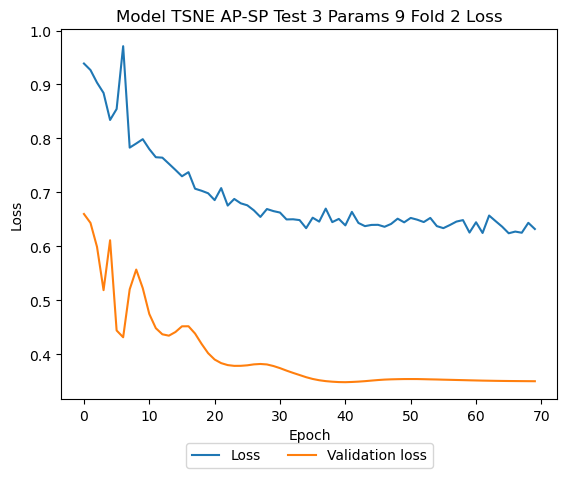 Model TSNE AP-SP Test 3 Params 9 Fold 2 Loss
1.0
0.9
0.8
0.7
0.6
0.5
0.4
Loss
0 10 20 30 40 50 60 70
Epoch
Loss Validation loss